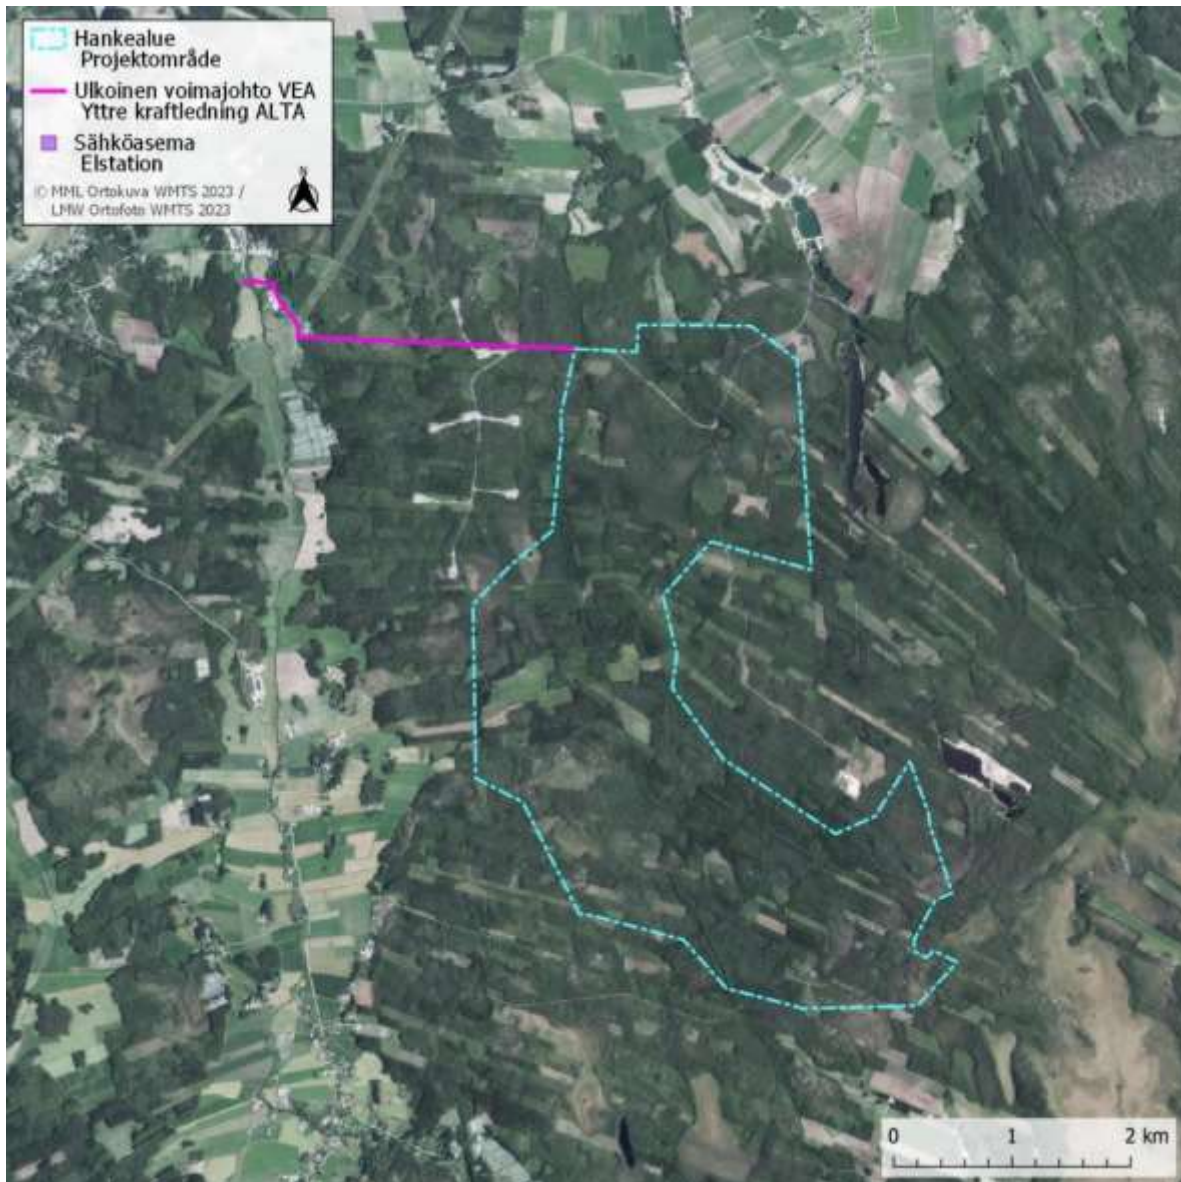 Hankealue
Projektområde
Ulkoinen voimajohto VEA
Yttre kraftledning ALTA
Sähköasema
Elstation
© MML Ortokuva WMTS 2023 /
LMW Ortofoto WMTS 2023
N
0 1 2 km